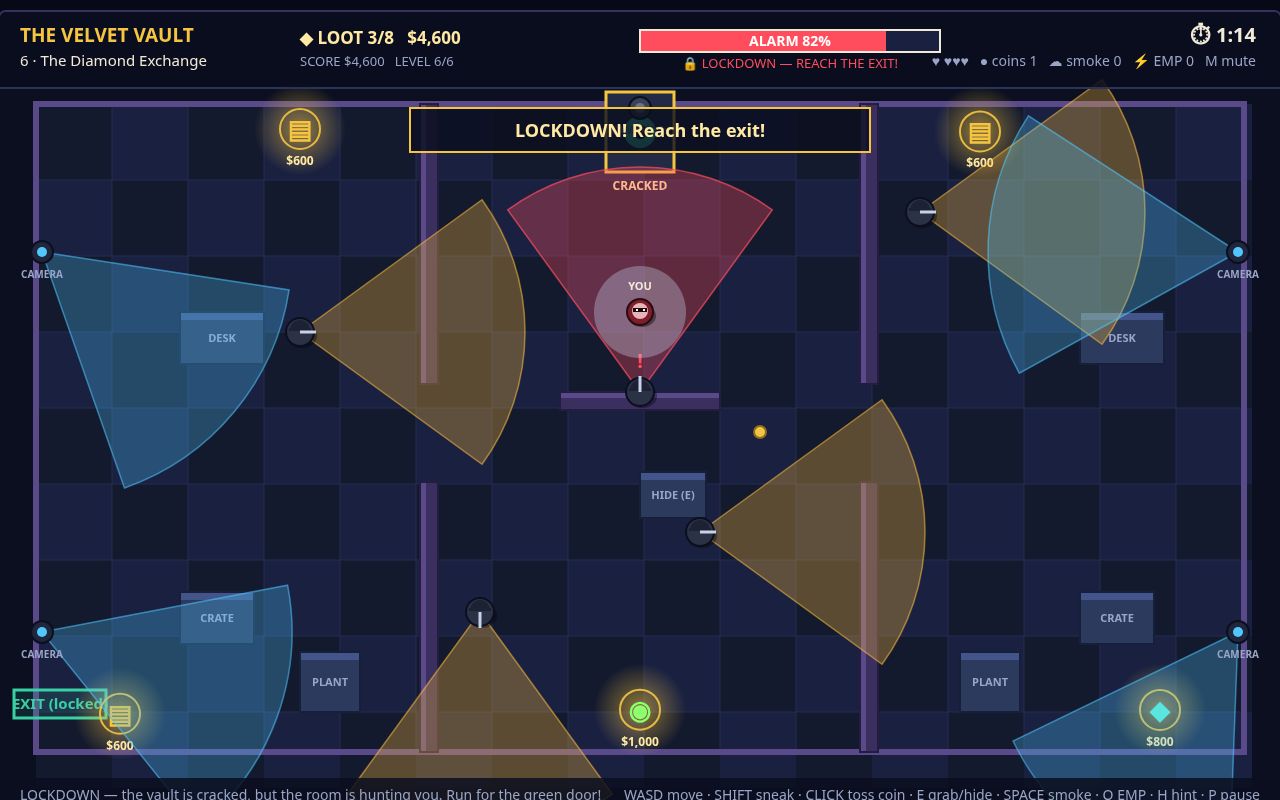 THE VELVET VAULT
6 · The Diamond Exchange
◆ LOOT 3/8 $4,600
SCORE $4,600 LEVEL 6/6
ALARM 82%
🔒 LOCKDOWN — REACH THE EXIT!
⏱ 1:14
♥ ♥♥♥ ● coins 1 ☁ smoke 0 ⚡ EMP 0 M mute
LOCKDOWN! Reach the exit!
$600
$600
CRACKED
CAMERA
CAMERA
YOU
!
DESK
DESK
HIDE (E)
CRATE
CRATE
CAMERA
CAMERA
PLANT
PLANT
EXIT (locked)
$600
$1,000
$800
LOCKDOWN — the vault is cracked, but the room is hunting you. Run for the green door!
WASD move · SHIFT sneak · CLICK toss coin · E grab/hide · SPACE smoke · Q EMP · H hint · P pause